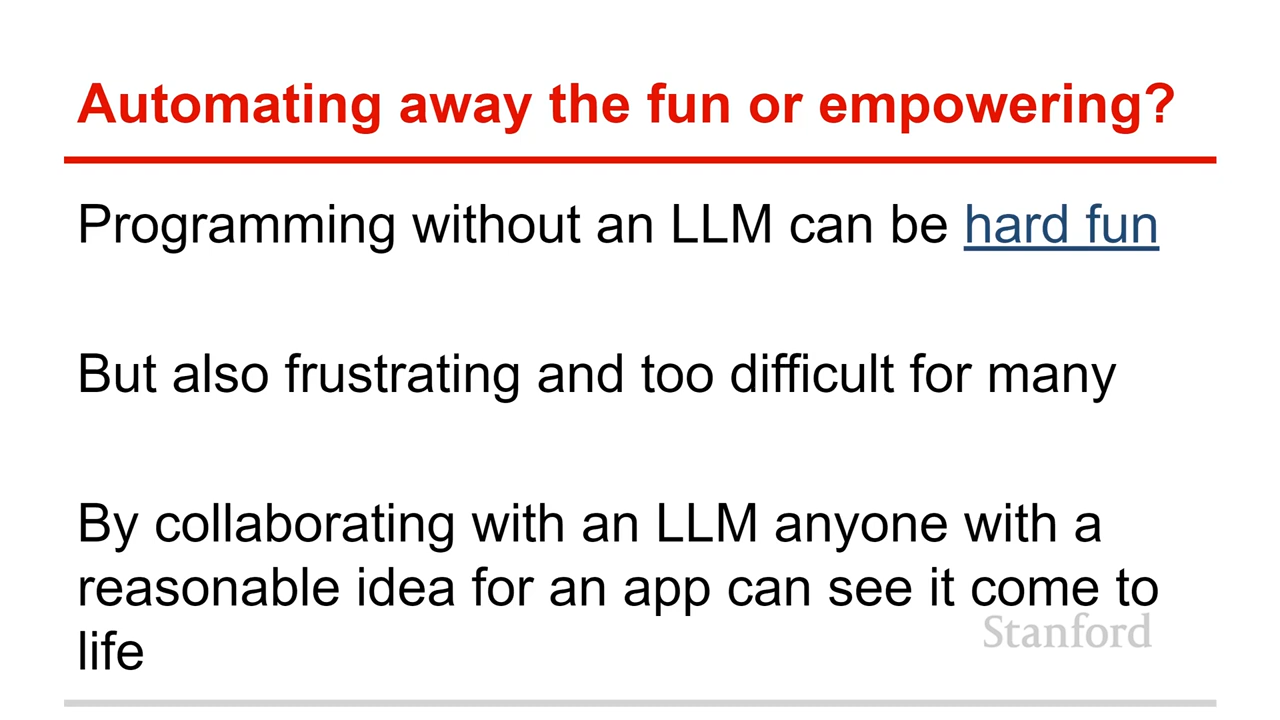 Automating away the fun or empowering?
Programming without an LLM can be hard fun
But also frustrating and too difficult for many
By collaborating with an LLM anyone with a
reasonable idea for an app can see it come to
life
Stanford